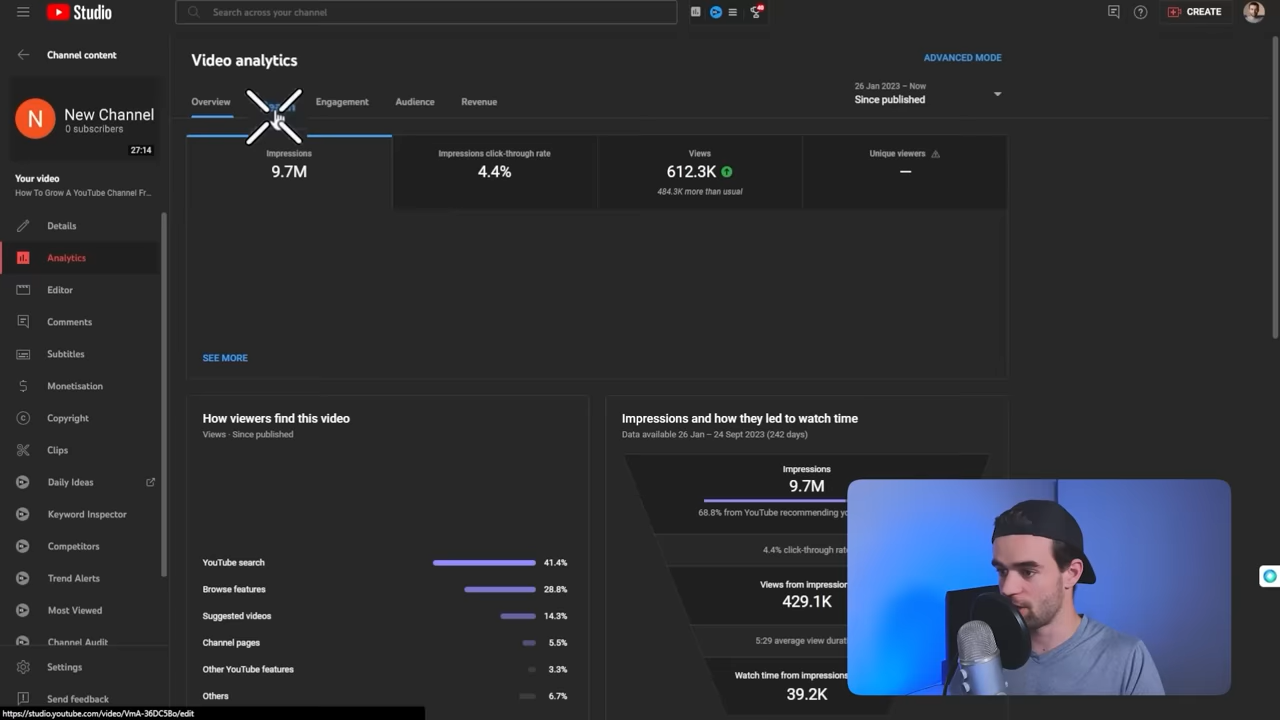 Studio
Search across your channel
CREATE
Channel content
N
New Channel
0 subscribers
27:14
Your video
How To Grow A YouTube Channel Fr...
Details
Analytics
Editor
Comments
Subtitles
Monetisation
Copyright
Clips
Daily Ideas
Keyword Inspector
Competitors
Trend Alerts
Most Viewed
Channel Audit
Settings
Send feedback
Video analytics
ADVANCED MODE
Overview
Engagement
Audience
Revenue
26 Jan 2023 – Now
Since published
Impressions
9.7M
Impressions click-through rate
4.4%
Views
612.3K
484.3K more than usual
Unique viewers
—
SEE MORE
How viewers find this video
Views · Since published
YouTube search 41.4%
Browse features 28.8%
Suggested videos 14.3%
Channel pages 5.5%
Other YouTube features 3.3%
Others 6.7%
Impressions and how they led to watch time
Data available 26 Jan – 24 Sept 2023 (242 days)
Impressions
9.7M
68.8% from YouTube recommending
4.4% click-through
Views from
429.1K
5:29 average view
Watch time from
39.2K
https://studio.youtube.com/video/VmA-36DC5Bo/edit